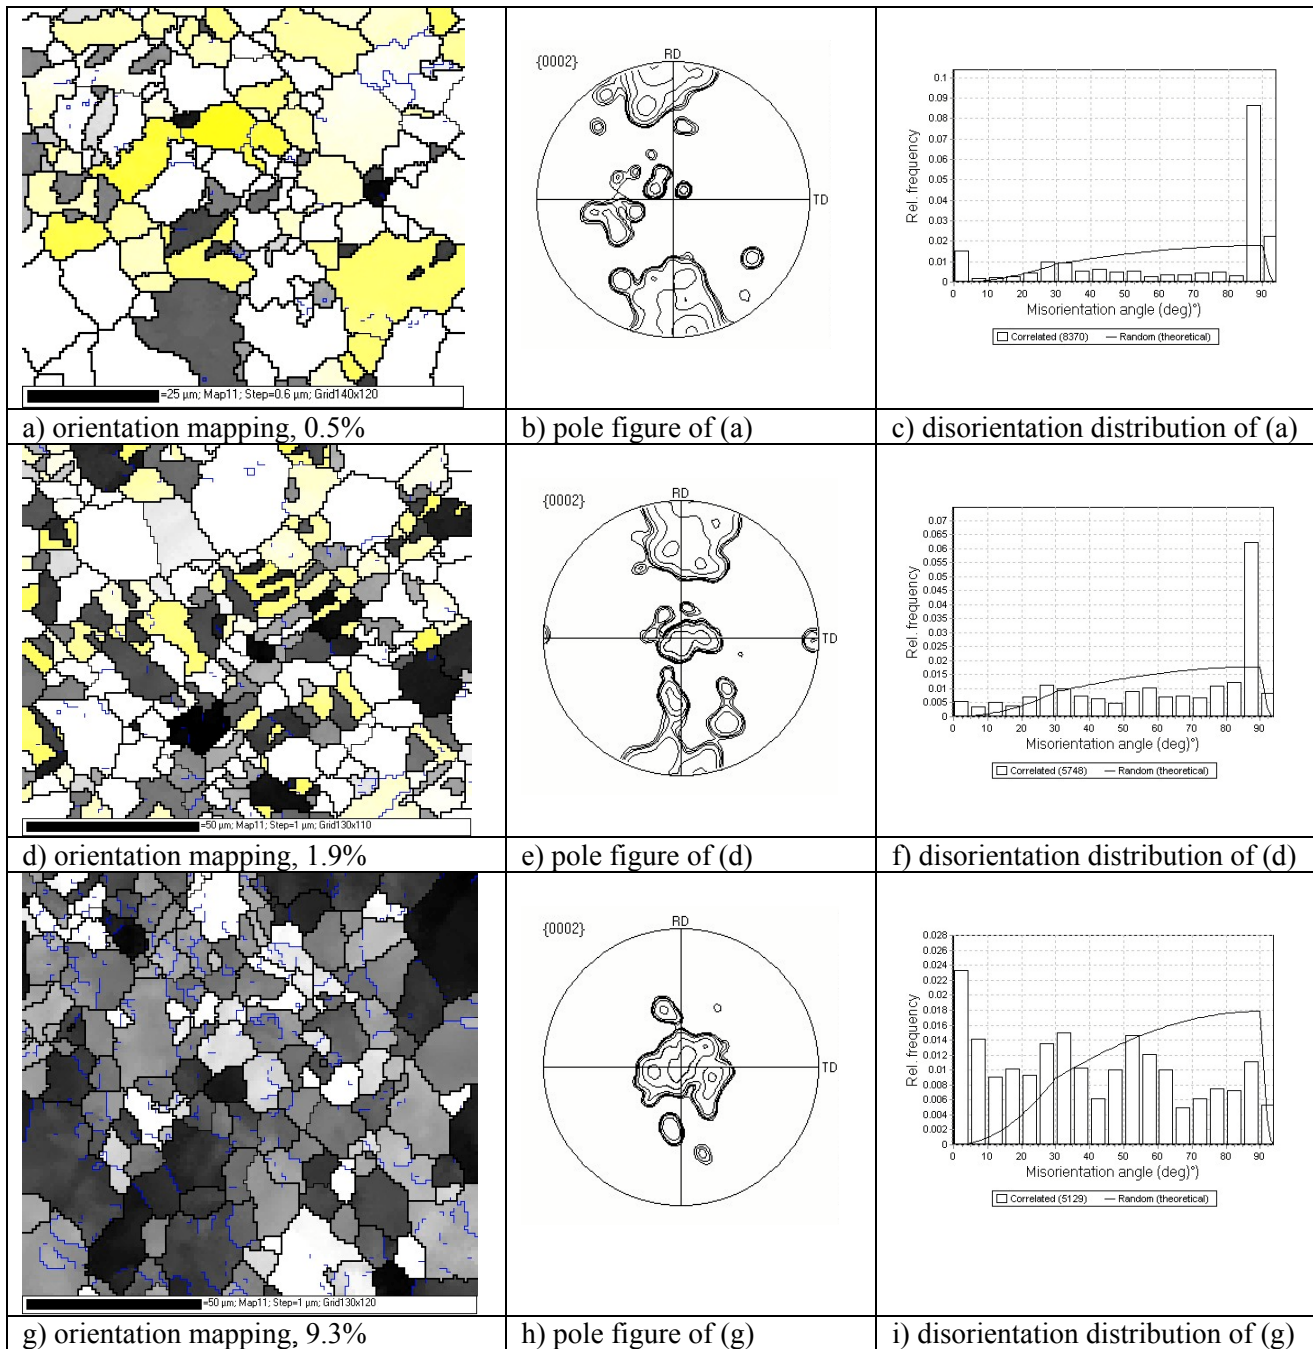 =25 µm; Map11; Step=0.6 µm; Grid140x120
{0002}
RD
TD
Rel. frequency
0.1
0.09
0.08
0.07
0.06
0.05
0.04
0.03
0.02
0.01
0
0 10 20 30 40 50 60 70 80 90
Misorientation angle (deg)°)
Correlated (8370) Random (theoretical)
a) orientation mapping, 0.5%
b) pole figure of (a)
c) disorientation distribution of (a)
=50 µm; Map11; Step=1 µm; Grid130x110
{0002}
RD
TD
Rel. frequency
0.07
0.065
0.06
0.055
0.05
0.045
0.04
0.035
0.03
0.025
0.02
0.015
0.01
0.005
0
0 10 20 30 40 50 60 70 80 90
Misorientation angle (deg)°)
Correlated (5748) Random (theoretical)
d) orientation mapping, 1.9%
e) pole figure of (d)
f) disorientation distribution of (d)
=50 µm; Map11; Step=1 µm; Grid130x120
{0002}
RD
TD
Rel. frequency
0.028
0.026
0.024
0.022
0.02
0.018
0.016
0.014
0.012
0.01
0.008
0.006
0.004
0.002
0
0 10 20 30 40 50 60 70 80 90
Misorientation angle (deg)°)
Correlated (5129) Random (theoretical)
g) orientation mapping, 9.3%
h) pole figure of (g)
i) disorientation distribution of (g)